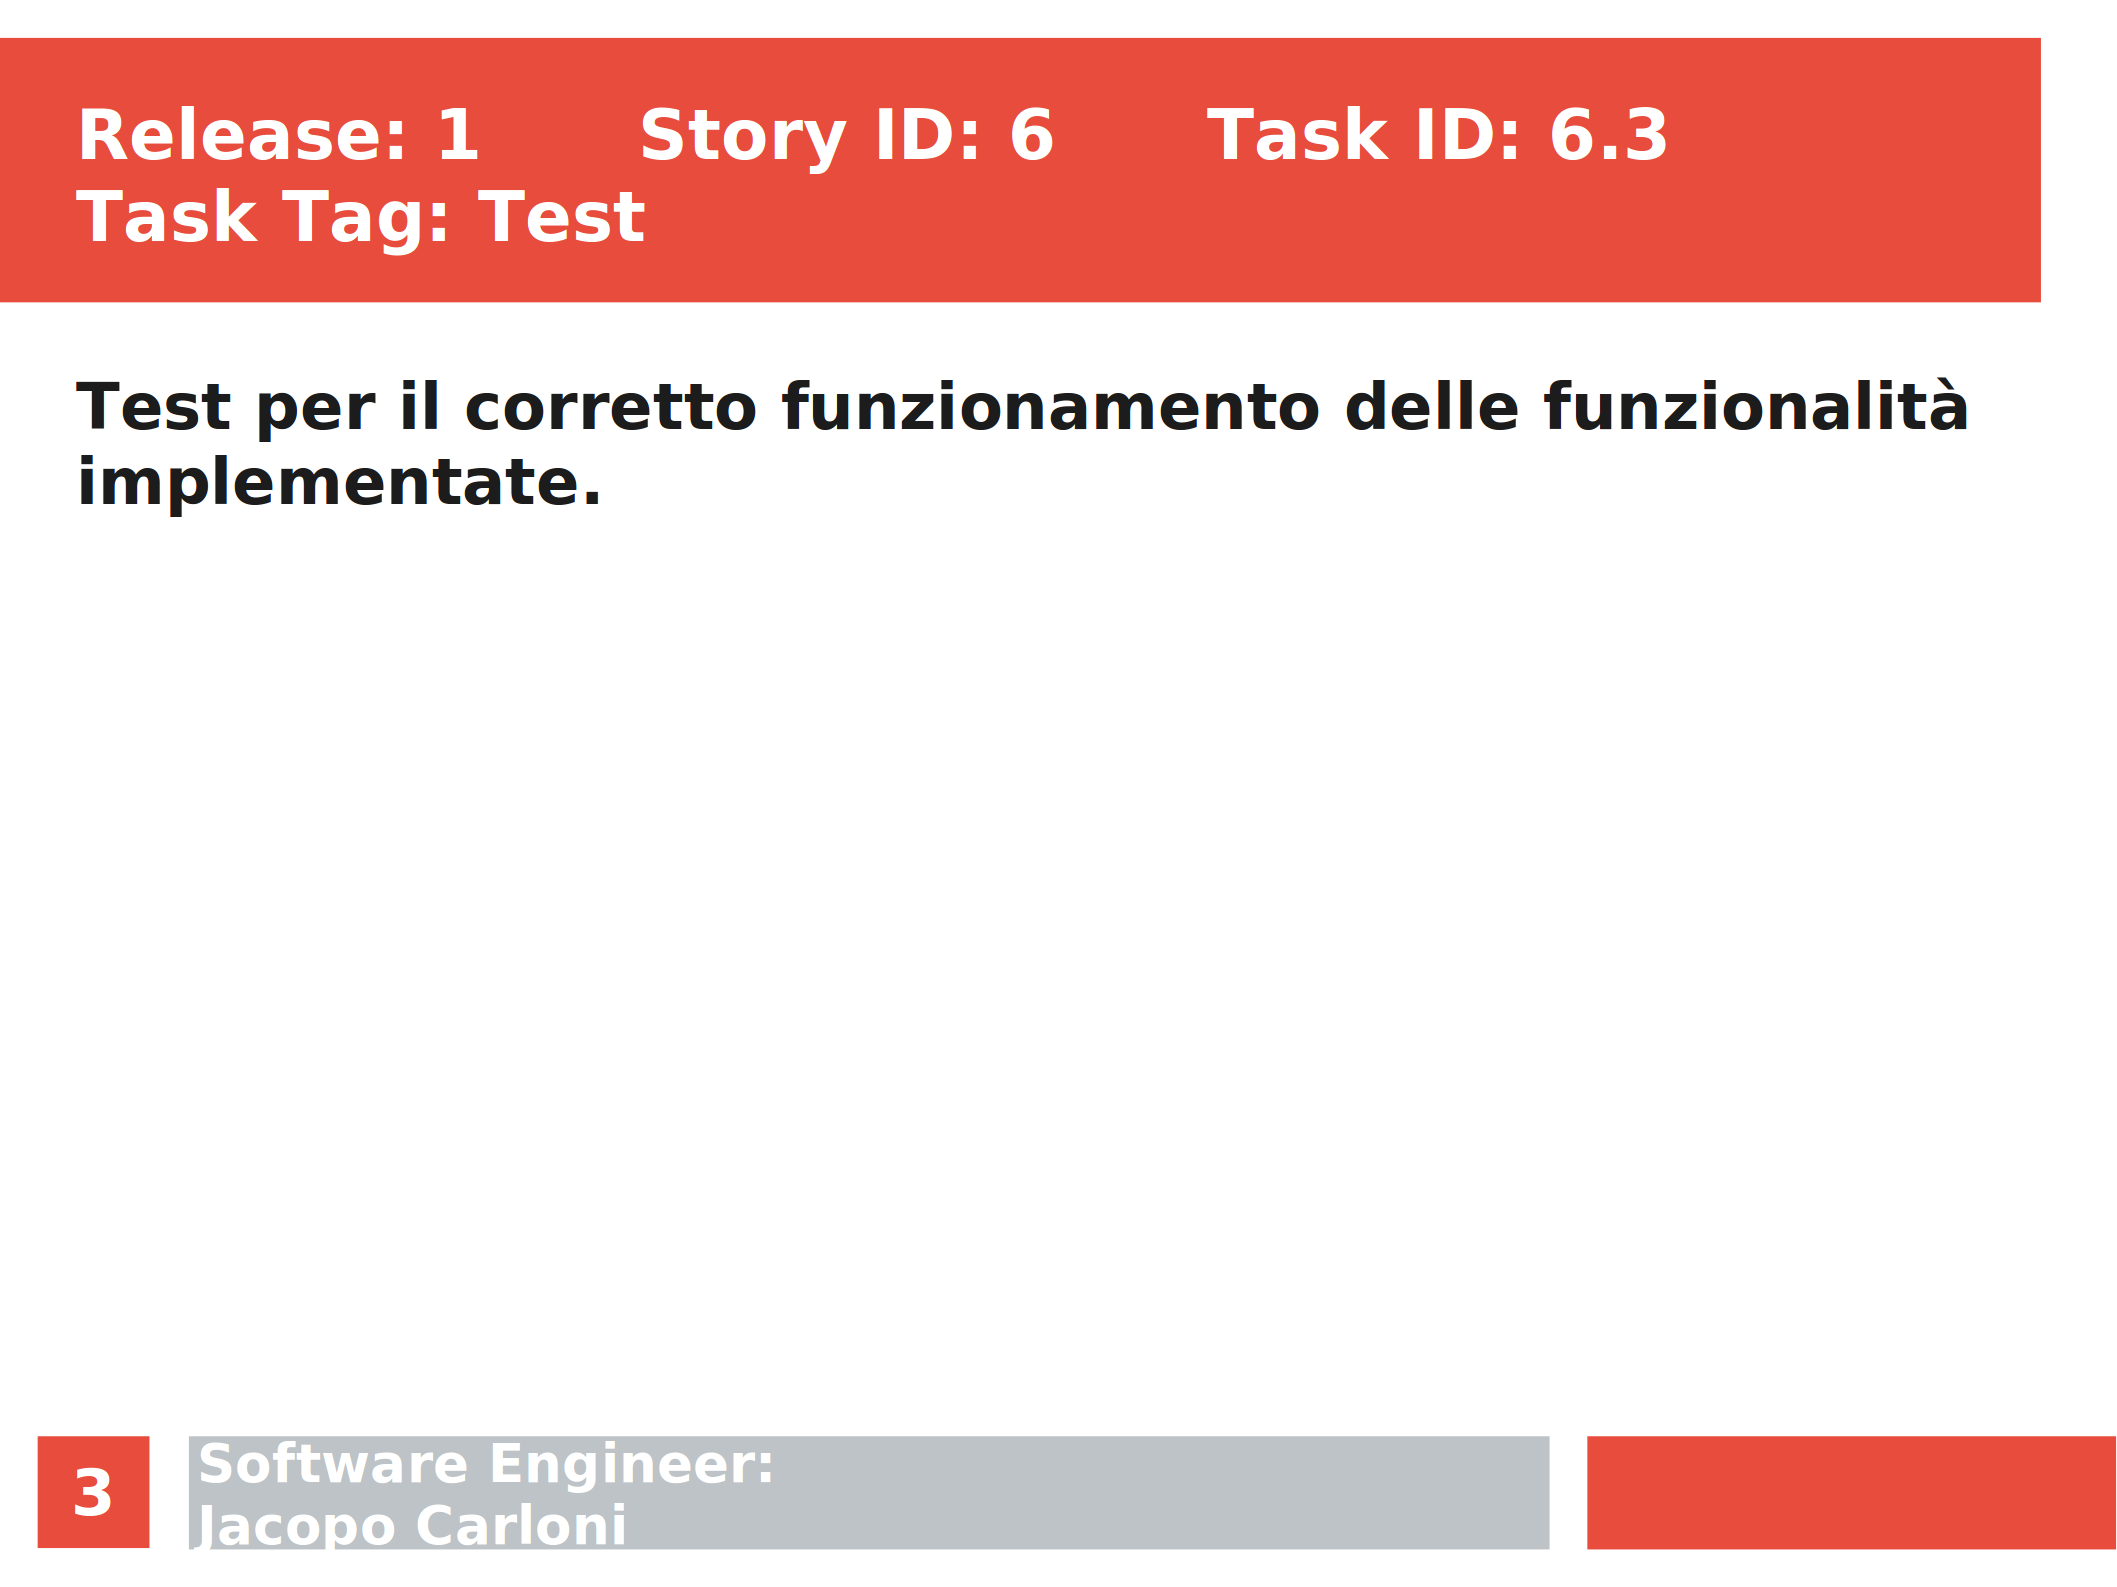 Release: 1 Story ID: 6 Task ID: 6.3
Task Tag: Test
Test per il corretto funzionamento delle funzionalità
implementate.
3
Software Engineer:
Jacopo Carloni